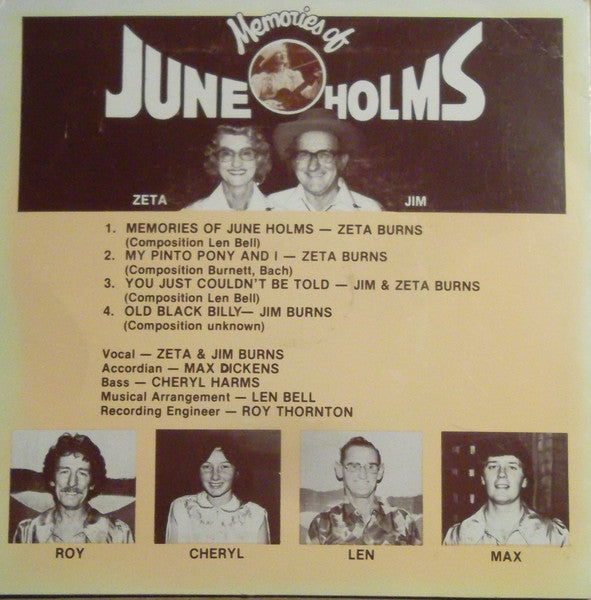 Memories of
JUNE HOLMS
ZETA
JIM
1. MEMORIES OF JUNE HOLMS — ZETA BURNS
(Composition Len Bell)
2. MY PINTO PONY AND I — ZETA BURNS
(Composition Burnett, Bach)
3. YOU JUST COULDN'T BE TOLD — JIM & ZETA BURNS
(Composition Len Bell)
4. OLD BLACK BILLY— JIM BURNS
(Composition unknown)
Vocal — ZETA & JIM BURNS
Accordian — MAX DICKENS
Bass — CHERYL HARMS
Musical Arrangement — LEN BELL
Recording Engineer — ROY THORNTON
ROY
CHERYL
LEN
MAX